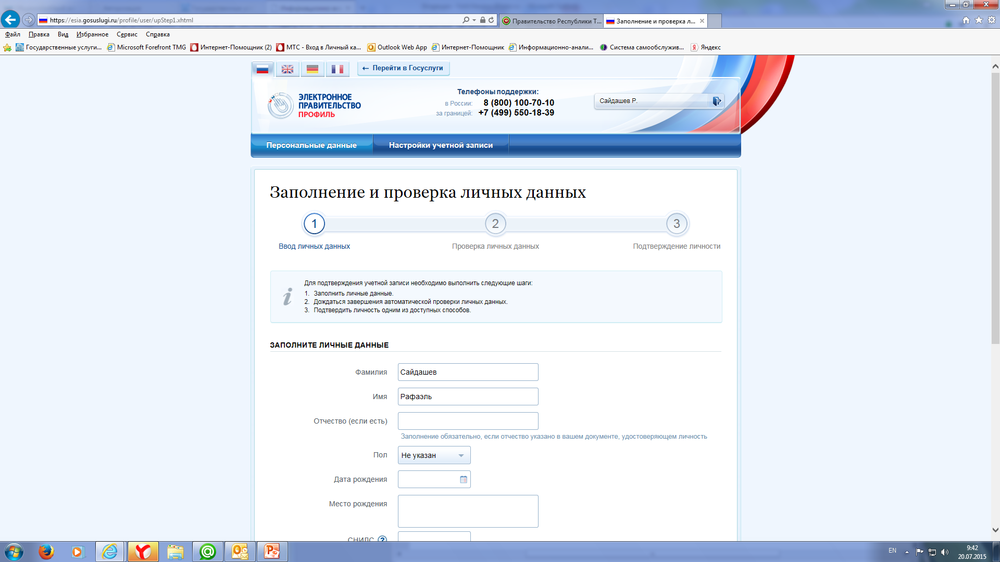 https://esia.gosuslugi.ru/profile/user/upStep1.xhtml
Правительство Республики Т...
Заполнение и проверка л...
Файл Правка Вид Избранное Сервис Справка
Государственные услуги... Microsoft Forefront TMG Интернет-Помощник (2) МТС - Вход в Личный ка... Outlook Web App Интернет-Помощник Информационно-анали... Система самообслужив... Яндекс
← Перейти в Госуслуги
ЭЛЕКТРОННОЕ
ПРАВИТЕЛЬСТВО
ПРОФИЛЬ
Телефоны поддержки:
в России: 8 (800) 100-70-10
за границей: +7 (499) 550-18-39
Сайдашев Р.
Персональные данные Настройки учетной записи
Заполнение и проверка личных данных
1 2 3
Ввод личных данных Проверка личных данных Подтверждение личности
Для подтверждения учетной записи необходимо выполнить следующие шаги:
1. Заполнить личные данные.
2. Дождаться завершения автоматической проверки личных данных.
3. Подтвердить личность одним из доступных способов.
ЗАПОЛНИТЕ ЛИЧНЫЕ ДАННЫЕ
Фамилия Сайдашев
Имя Рафаэль
Отчество (если есть)
Заполнение обязательно, если отчество указано в вашем документе, удостоверяющем личность
Пол Не указан
Дата рождения
Место рождения
СНИЛС ?
EN
9:42
20.07.2015